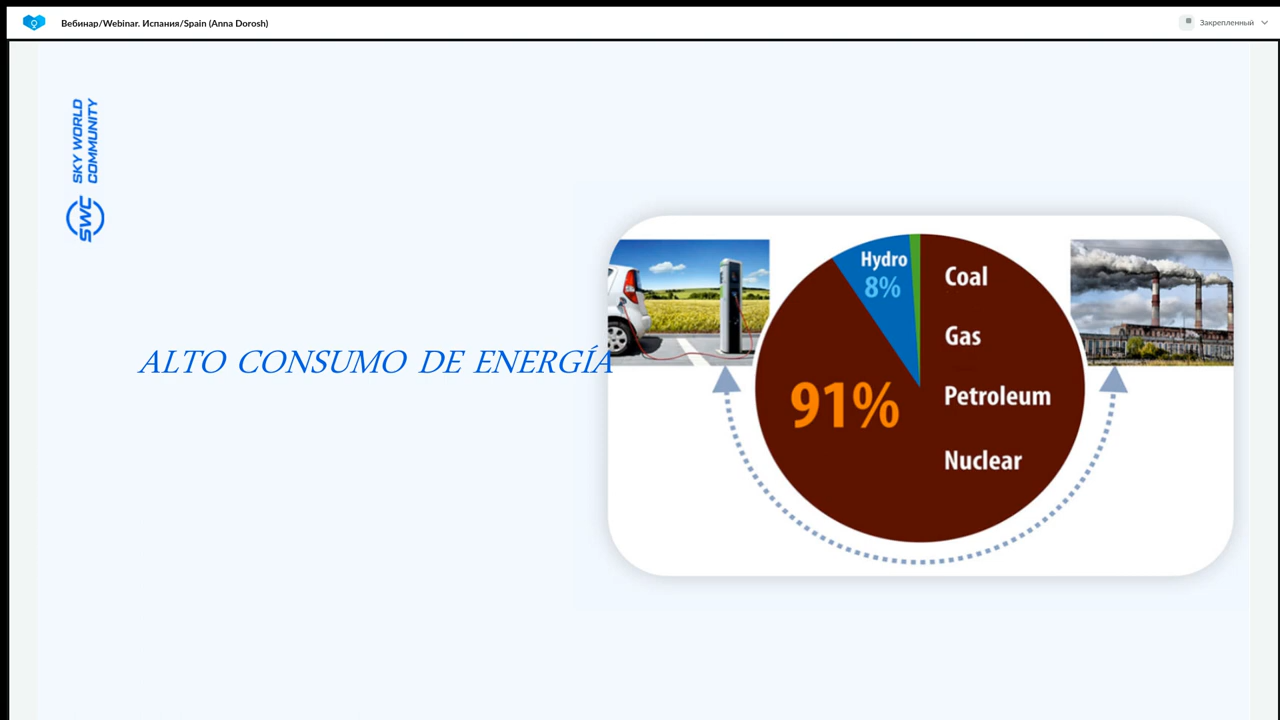 Вебинар/Webinar. Испания/Spain (Anna Dorosh)
Закрепленный
SKY WORLD
COMMUNITY
SWC
ALTO CONSUMO DE ENERGÍA
Hydro
8%
91%
Coal
Gas
Petroleum
Nuclear